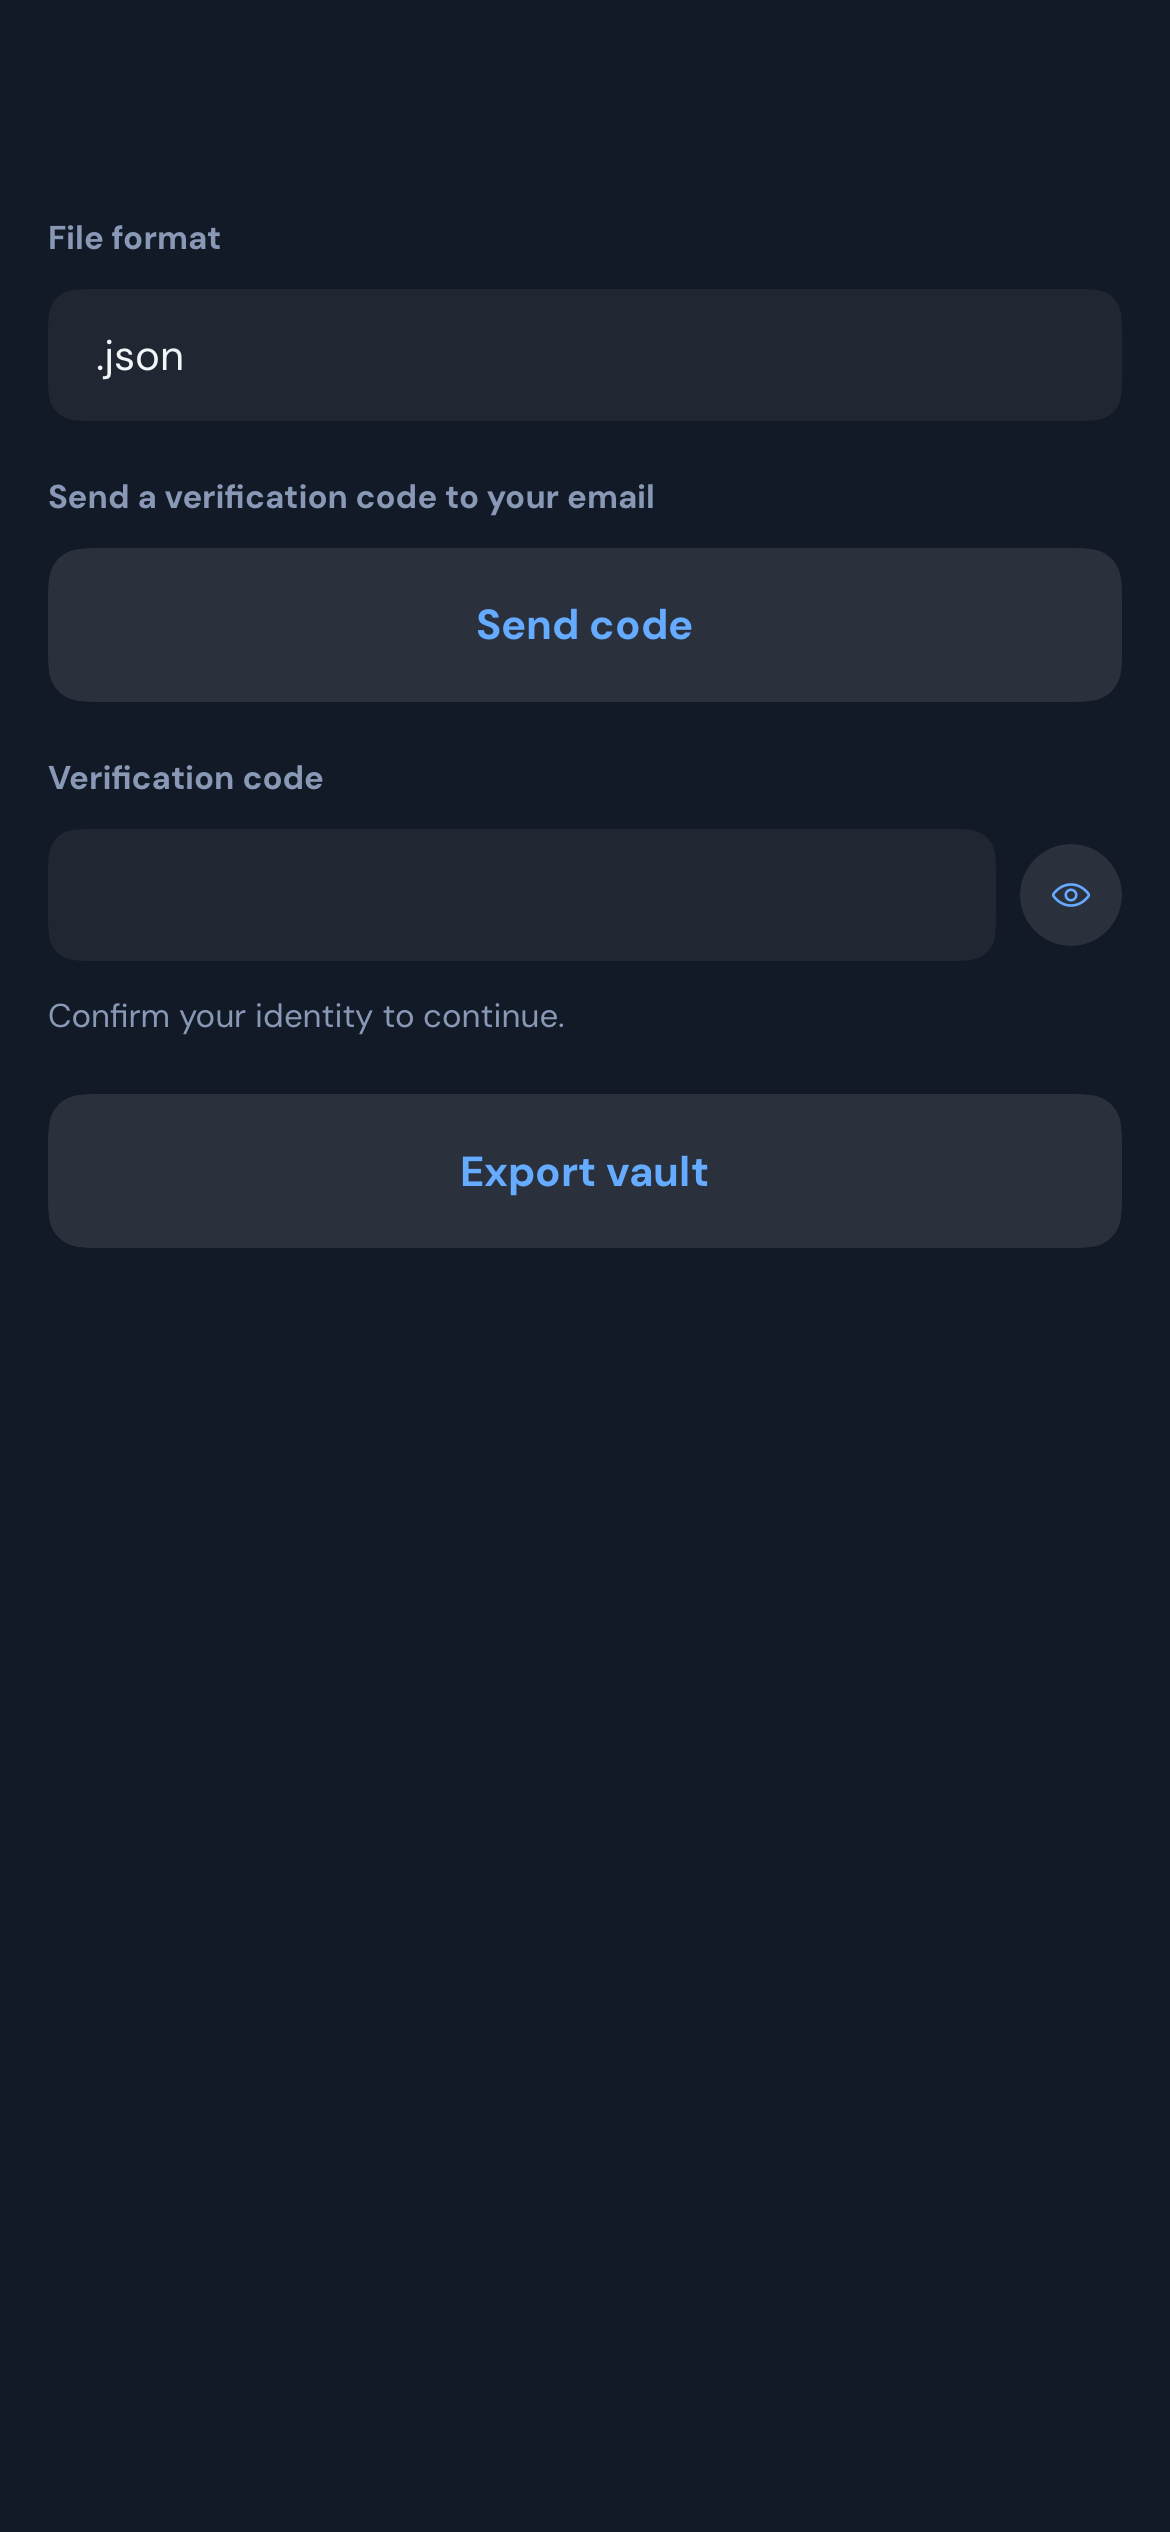 File format
.json
Send a verification code to your email
Send code
Verification code
Confirm your identity to continue.
Export vault